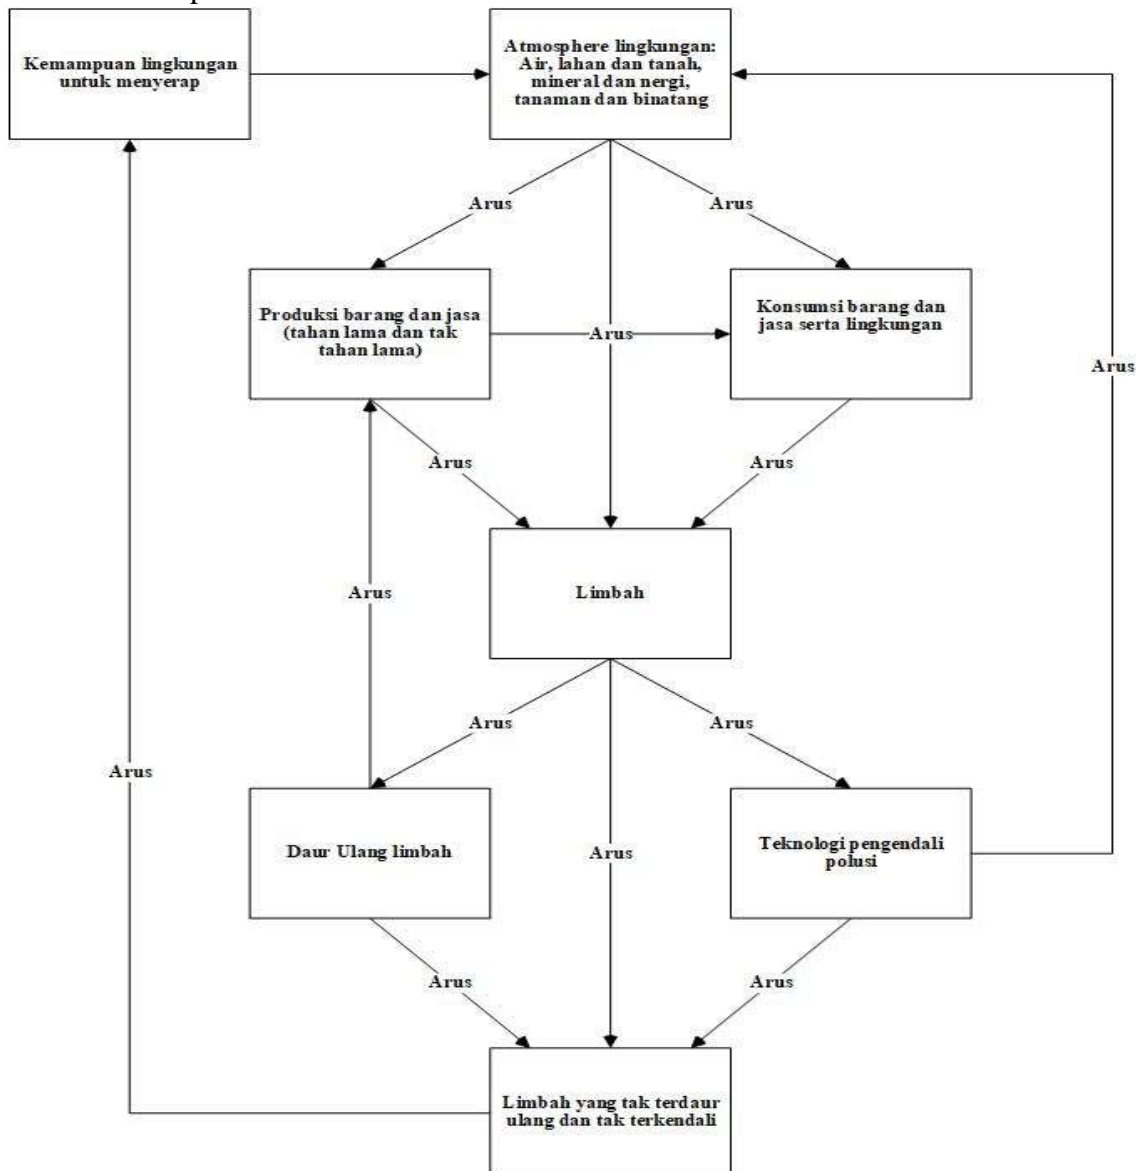 Kemampuan lingkungan
untuk menyerap
Atmosphere lingkungan:
Air, lahan dan tanah,
mineral dan nergi,
tanaman dan binatang
Arus
Arus
Produksi barang dan jasa
(tahan lama dan tak
tahan lama)
Arus
Konsumsi barang dan
jasa serta lingkungan
Arus
Arus
Arus
Limbah
Arus
Arus
Arus
Arus
Daur Ulang limbah
Arus
Teknologi pengendali
polusi
Arus
Arus
Limbah yang tak terdaur
ulang dan tak terkendali